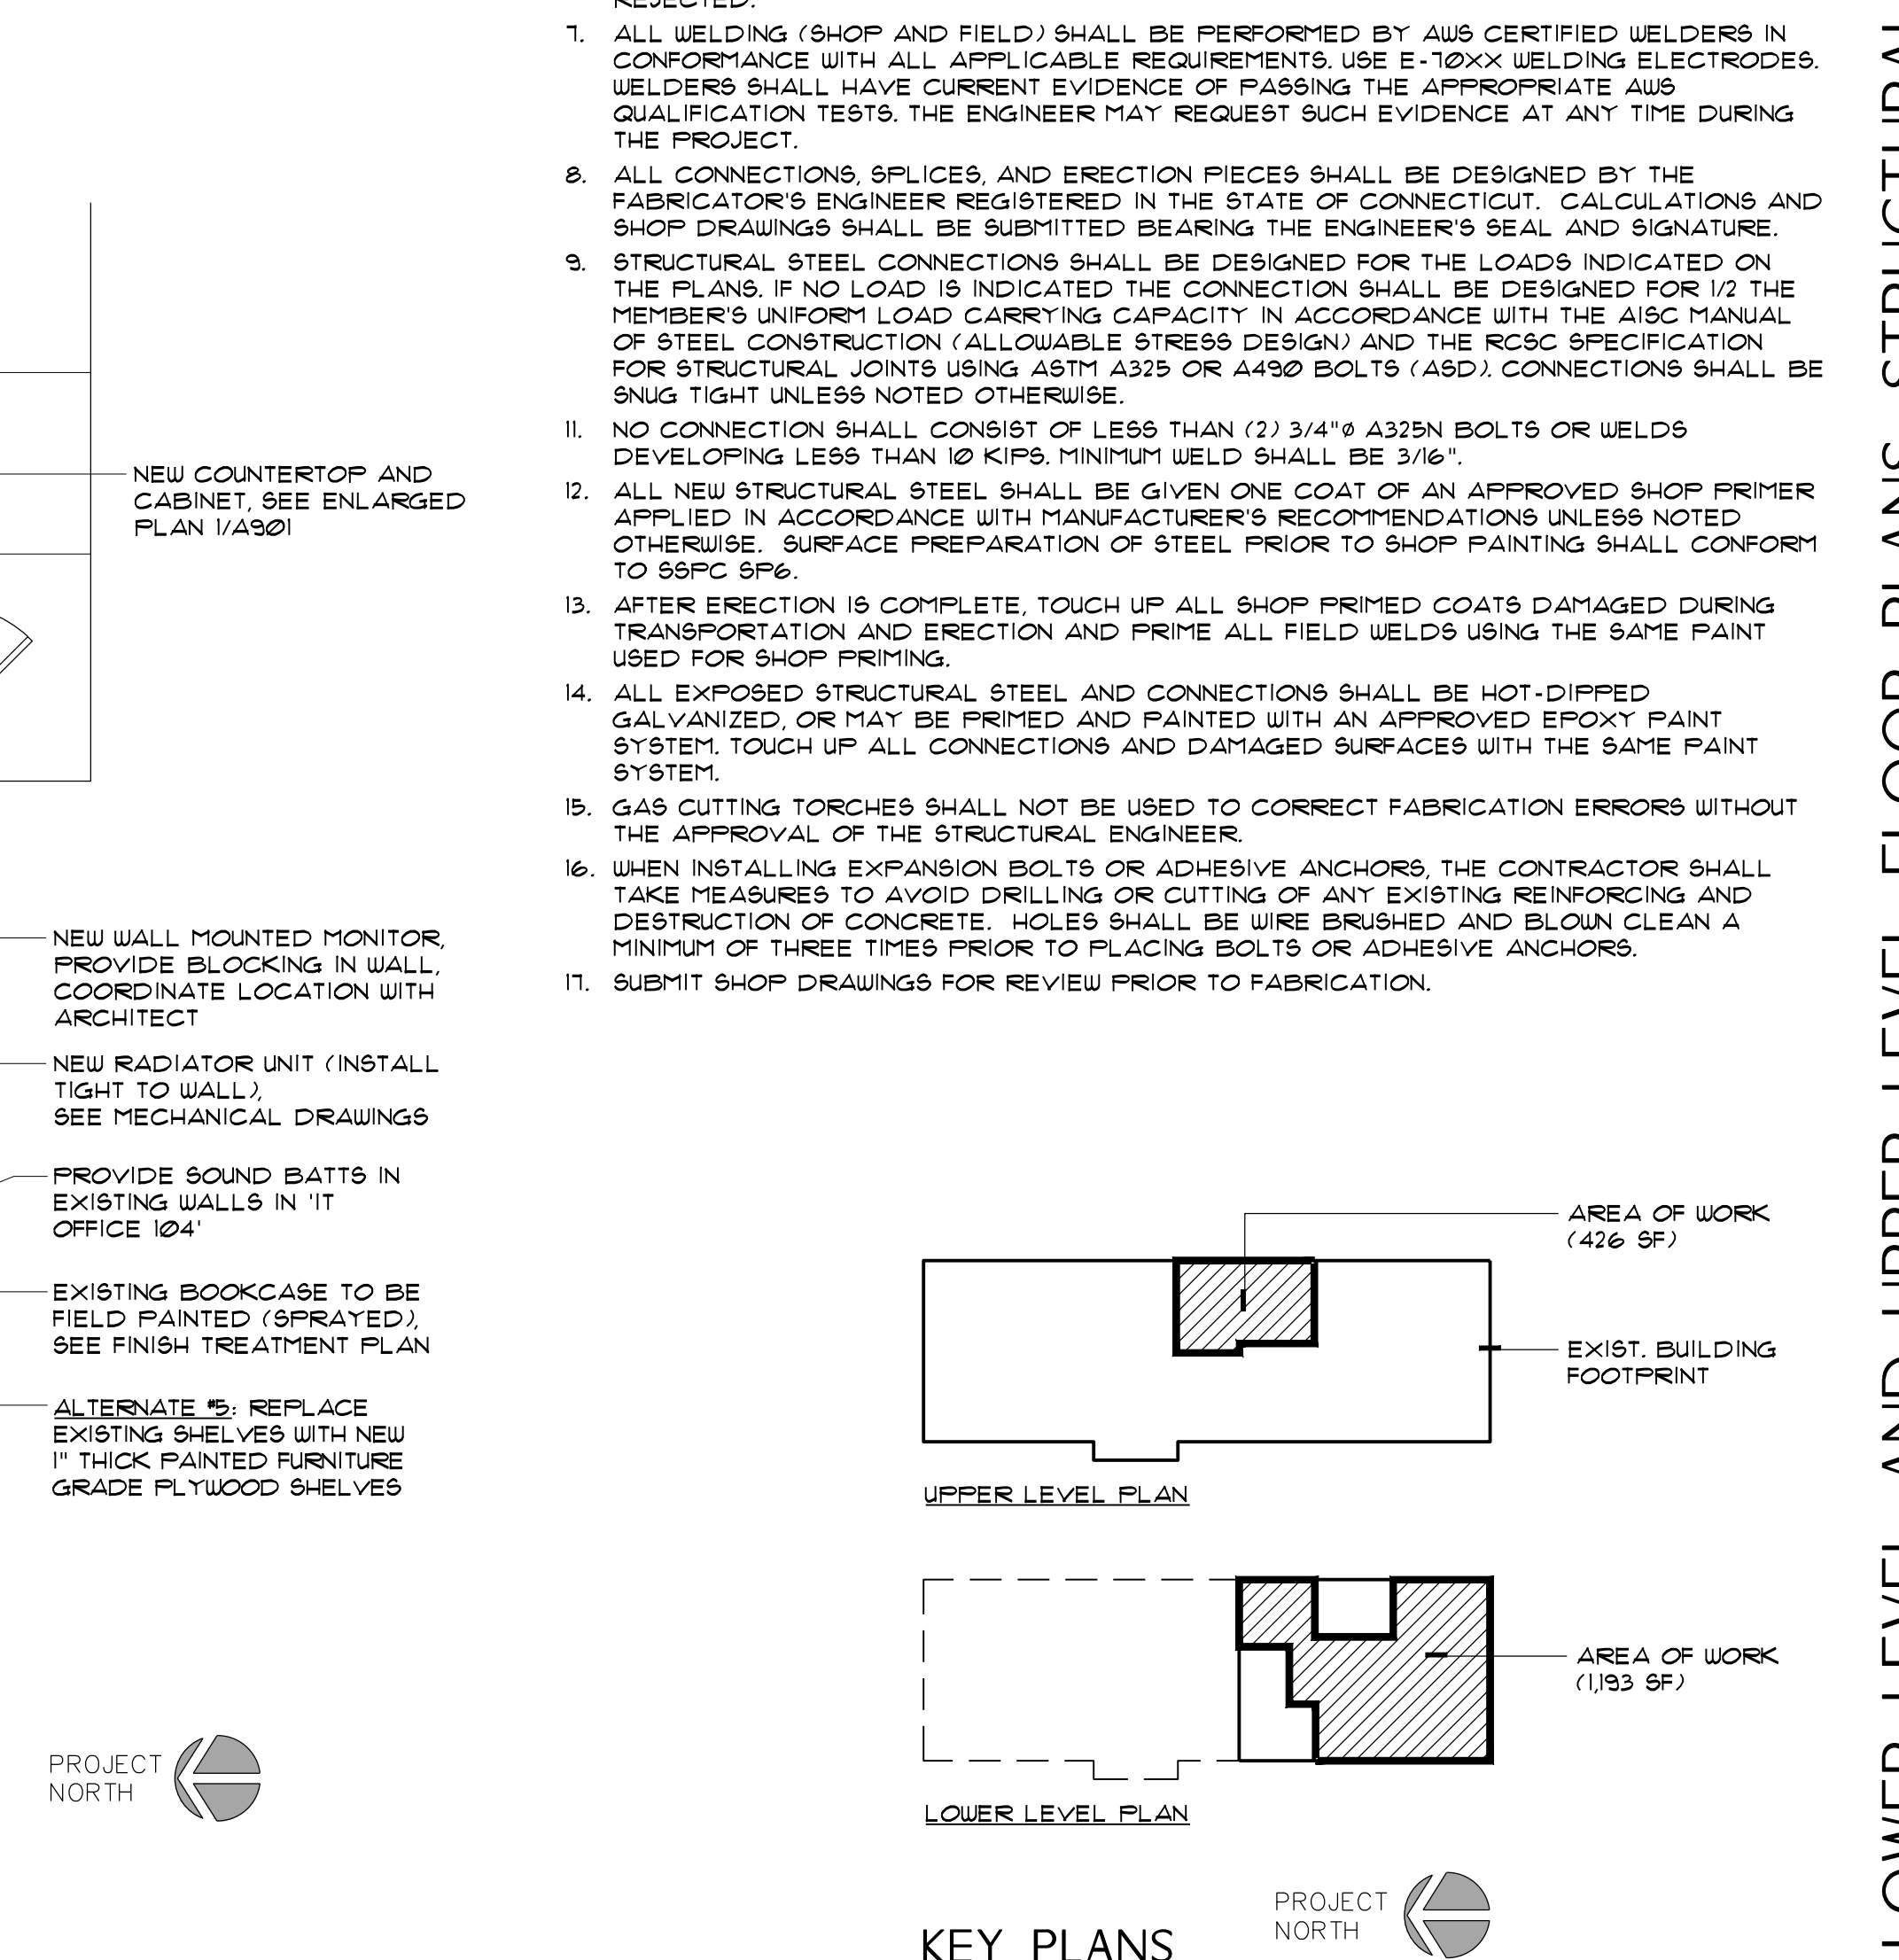 REJECTED.
7. ALL WELDING (SHOP AND FIELD) SHALL BE PERFORMED BY AWS CERTIFIED WELDERS IN
CONFORMANCE WITH ALL APPLICABLE REQUIREMENTS. USE E-70XX WELDING ELECTRODES.
WELDERS SHALL HAVE CURRENT EVIDENCE OF PASSING THE APPROPRIATE AWS
QUALIFICATION TESTS. THE ENGINEER MAY REQUEST SUCH EVIDENCE AT ANY TIME DURING
THE PROJECT.
8. ALL CONNECTIONS, SPLICES, AND ERECTION PIECES SHALL BE DESIGNED BY THE
FABRICATOR'S ENGINEER REGISTERED IN THE STATE OF CONNECTICUT. CALCULATIONS AND
SHOP DRAWINGS SHALL BE SUBMITTED BEARING THE ENGINEER'S SEAL AND SIGNATURE.
9. STRUCTURAL STEEL CONNECTIONS SHALL BE DESIGNED FOR THE LOADS INDICATED ON
THE PLANS. IF NO LOAD IS INDICATED THE CONNECTION SHALL BE DESIGNED FOR 1/2 THE
MEMBER'S UNIFORM LOAD CARRYING CAPACITY IN ACCORDANCE WITH THE AISC MANUAL
OF STEEL CONSTRUCTION (ALLOWABLE STRESS DESIGN) AND THE RCSC SPECIFICATION
FOR STRUCTURAL JOINTS USING ASTM A325 OR A490 BOLTS (ASD). CONNECTIONS SHALL BE
SNUG TIGHT UNLESS NOTED OTHERWISE.
11. NO CONNECTION SHALL CONSIST OF LESS THAN (2) 3/4"Ø A325N BOLTS OR WELDS
DEVELOPING LESS THAN 10 KIPS. MINIMUM WELD SHALL BE 3/16".
12. ALL NEW STRUCTURAL STEEL SHALL BE GIVEN ONE COAT OF AN APPROVED SHOP PRIMER
APPLIED IN ACCORDANCE WITH MANUFACTURER'S RECOMMENDATIONS UNLESS NOTED
OTHERWISE. SURFACE PREPARATION OF STEEL PRIOR TO SHOP PAINTING SHALL CONFORM
TO SSPC SP6.
13. AFTER ERECTION IS COMPLETE, TOUCH UP ALL SHOP PRIMED COATS DAMAGED DURING
TRANSPORTATION AND ERECTION AND PRIME ALL FIELD WELDS USING THE SAME PAINT
USED FOR SHOP PRIMING.
14. ALL EXPOSED STRUCTURAL STEEL AND CONNECTIONS SHALL BE HOT-DIPPED
GALVANIZED, OR MAY BE PRIMED AND PAINTED WITH AN APPROVED EPOXY PAINT
SYSTEM. TOUCH UP ALL CONNECTIONS AND DAMAGED SURFACES WITH THE SAME PAINT
SYSTEM.
15. GAS CUTTING TORCHES SHALL NOT BE USED TO CORRECT FABRICATION ERRORS WITHOUT
THE APPROVAL OF THE STRUCTURAL ENGINEER.
16. WHEN INSTALLING EXPANSION BOLTS OR ADHESIVE ANCHORS, THE CONTRACTOR SHALL
TAKE MEASURES TO AVOID DRILLING OR CUTTING OF ANY EXISTING REINFORCING AND
DESTRUCTION OF CONCRETE. HOLES SHALL BE WIRE BRUSHED AND BLOWN CLEAN A
MINIMUM OF THREE TIMES PRIOR TO PLACING BOLTS OR ADHESIVE ANCHORS.
17. SUBMIT SHOP DRAWINGS FOR REVIEW PRIOR TO FABRICATION.
NEW COUNTERTOP AND
CABINET, SEE ENLARGED
PLAN 1/A901
NEW WALL MOUNTED MONITOR,
PROVIDE BLOCKING IN WALL,
COORDINATE LOCATION WITH
ARCHITECT
NEW RADIATOR UNIT (INSTALL
TIGHT TO WALL),
SEE MECHANICAL DRAWINGS
PROVIDE SOUND BATTS IN
EXISTING WALLS IN 'IT
OFFICE 104'
EXISTING BOOKCASE TO BE
FIELD PAINTED (SPRAYED),
SEE FINISH TREATMENT PLAN
ALTERNATE #5: REPLACE
EXISTING SHELVES WITH NEW
1" THICK PAINTED FURNITURE
GRADE PLYWOOD SHELVES
PROJECT
NORTH
AREA OF WORK
(426 SF)
EXIST. BUILDING
FOOTPRINT
UPPER LEVEL PLAN
AREA OF WORK
(1,193 SF)
LOWER LEVEL PLAN
PROJECT
NORTH
KEY PLANS
LOWER LEVEL AND UPPER LEVEL FLOOR PLANS STRUCTURAL